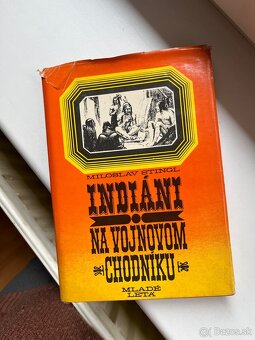 MILOSLAV STINGL
INDIÁNI
NA VOJNOVOM
CHODNÍKU
MLADÉ
LETÁ
Bazos.sk